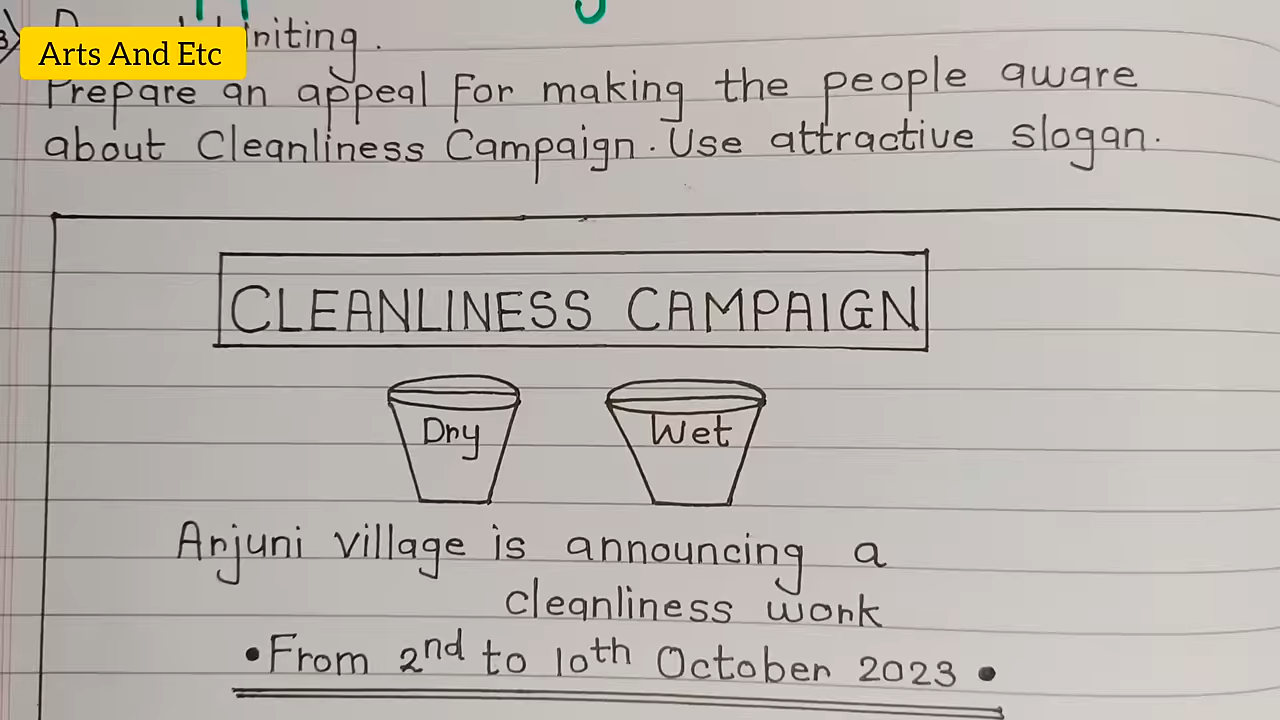 Arts And Etc
Prepare an appeal For making the people aware
about Cleanliness Campaign. Use attractive slogan.
CLEANLINESS CAMPAIGN
Dry
Wet
Arjuni village is announcing a
cleanliness work
• From 2nd to 10th October 2023 •